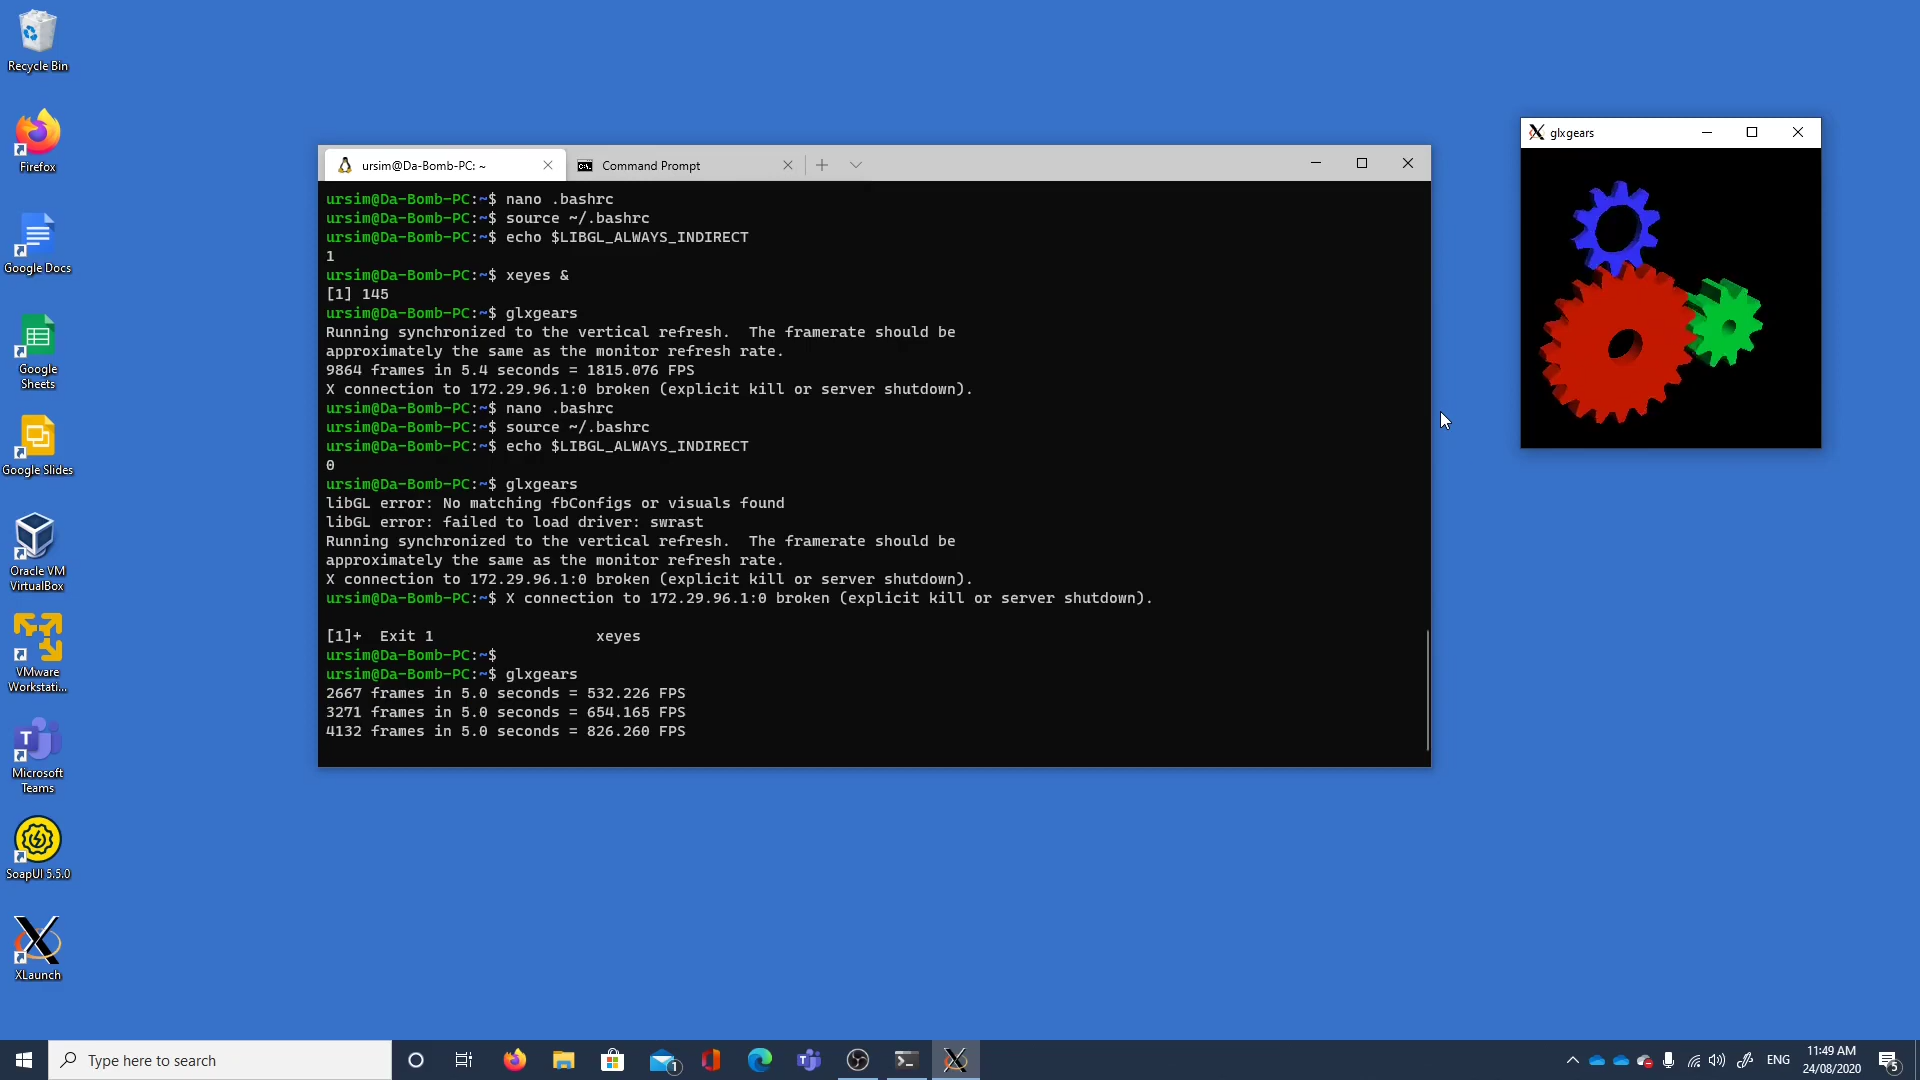 Recycle Bin
Firefox
Google Docs
Google
Sheets
Google Slides
Oracle VM
VirtualBox
VMware
Workstati...
Microsoft
Teams
SoapUI 5.5.0
XLaunch
ursim@Da-Bomb-PC: ~
Command Prompt
ursim@Da-Bomb-PC:~$ nano .bashrc
ursim@Da-Bomb-PC:~$ source ~/.bashrc
ursim@Da-Bomb-PC:~$ echo $LIBGL_ALWAYS_INDIRECT
1
ursim@Da-Bomb-PC:~$ xeyes &
[1] 145
ursim@Da-Bomb-PC:~$ glxgears
Running synchronized to the vertical refresh.  The framerate should be
approximately the same as the monitor refresh rate.
9864 frames in 5.4 seconds = 1815.076 FPS
X connection to 172.29.96.1:0 broken (explicit kill or server shutdown).
ursim@Da-Bomb-PC:~$ nano .bashrc
ursim@Da-Bomb-PC:~$ source ~/.bashrc
ursim@Da-Bomb-PC:~$ echo $LIBGL_ALWAYS_INDIRECT
0
ursim@Da-Bomb-PC:~$ glxgears
libGL error: No matching fbConfigs or visuals found
libGL error: failed to load driver: swrast
Running synchronized to the vertical refresh.  The framerate should be
approximately the same as the monitor refresh rate.
X connection to 172.29.96.1:0 broken (explicit kill or server shutdown).
ursim@Da-Bomb-PC:~$ X connection to 172.29.96.1:0 broken (explicit kill or server shutdown).
[1]+  Exit 1                  xeyes
ursim@Da-Bomb-PC:~$
ursim@Da-Bomb-PC:~$ glxgears
2667 frames in 5.0 seconds = 532.226 FPS
3271 frames in 5.0 seconds = 654.165 FPS
4132 frames in 5.0 seconds = 826.260 FPS
glxgears
Type here to search
1
ENG
11:49 AM
24/08/2020
5